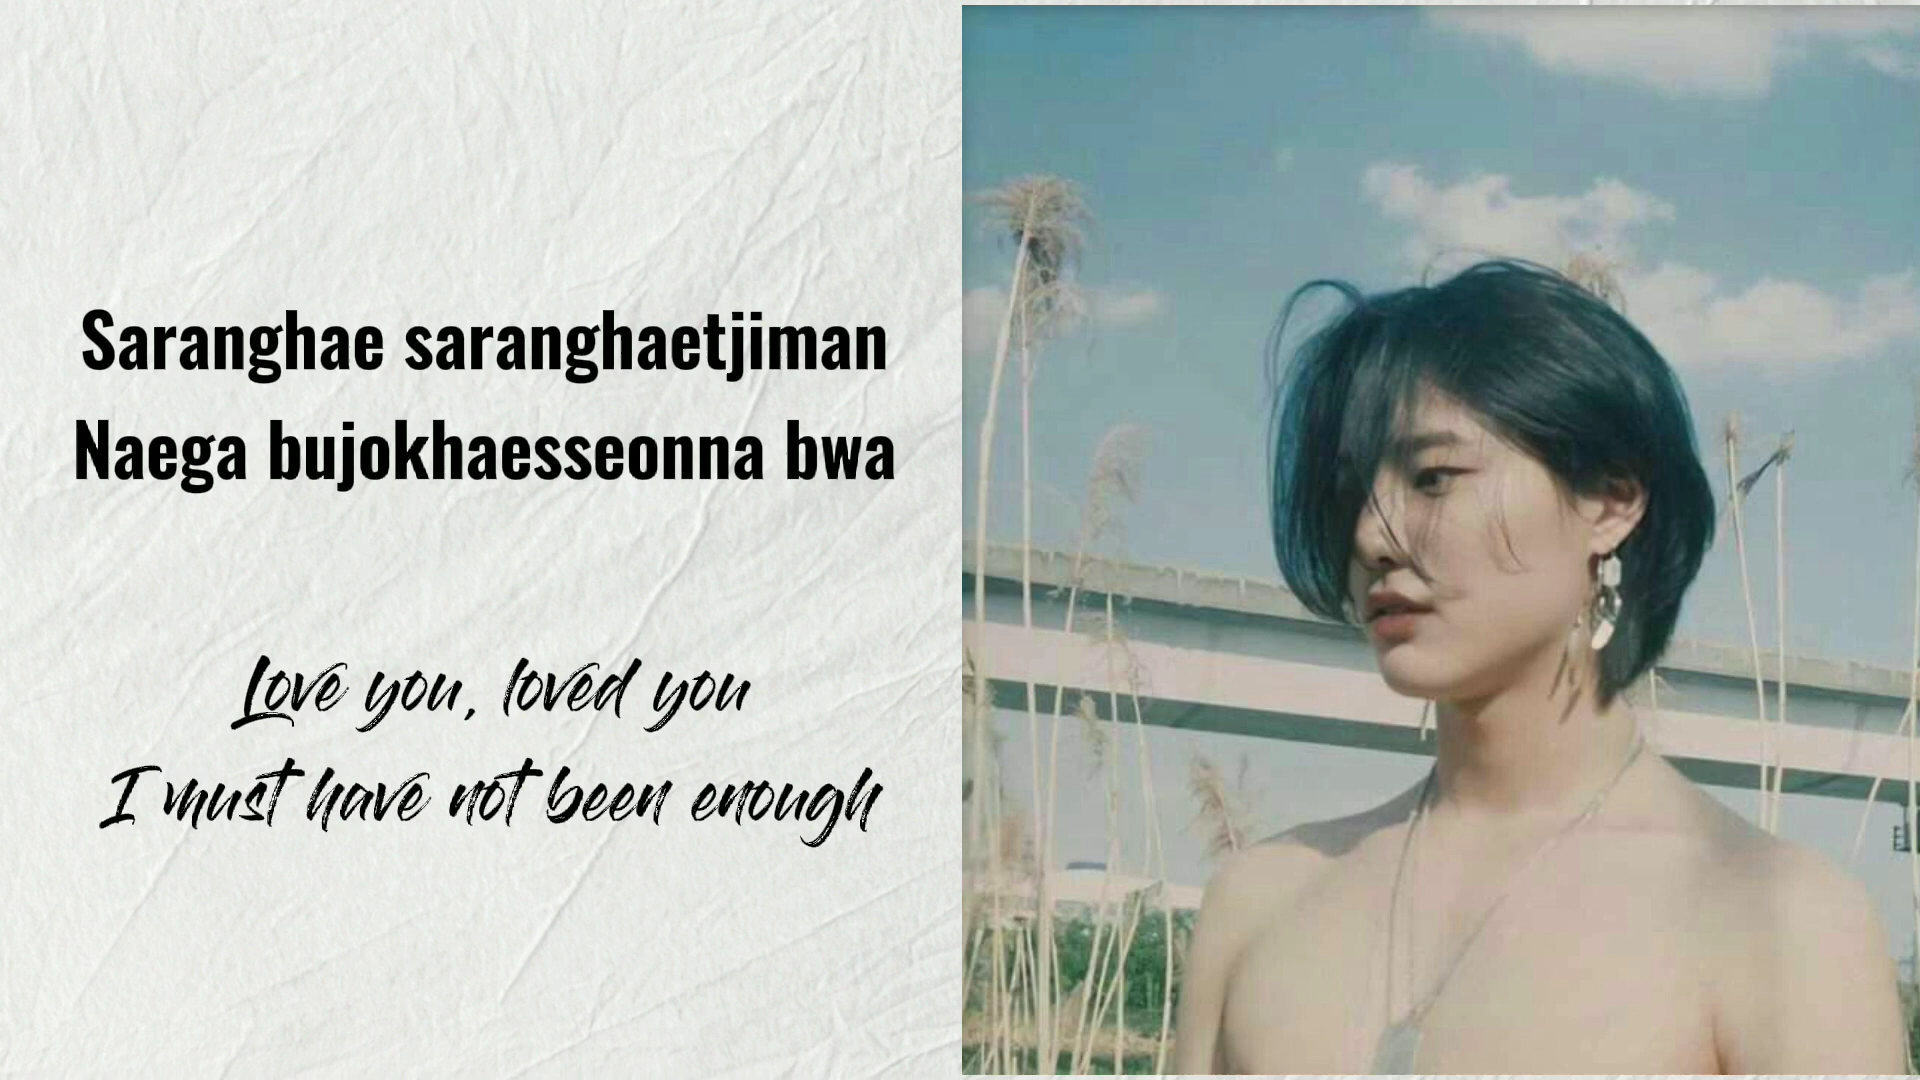 Saranghae saranghaetjiman
Naega bujokhaesseonna bwa
Love you, loved you
I must have not been enough